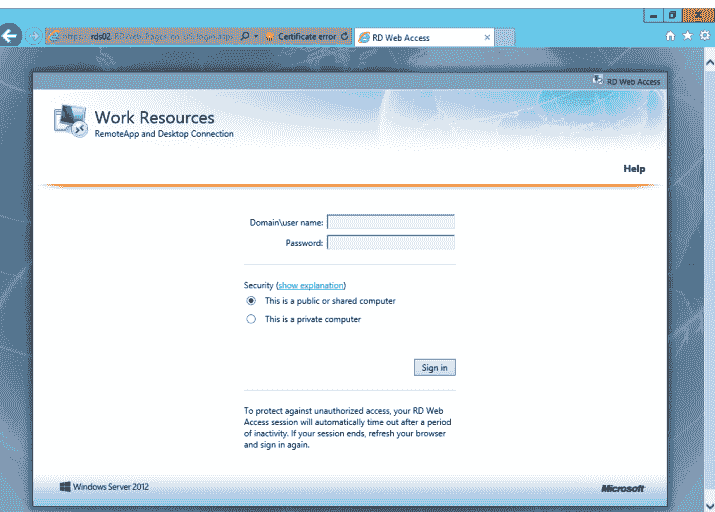 rds02
Certificate error
RD Web Access
RD Web Access
Work Resources
RemoteApp and Desktop Connection
Help
Domain\user name:
Password:
Security (show explanation)
This is a public or shared computer
This is a private computer
Sign in
To protect against unauthorized access, your RD Web
Access session will automatically time out after a period
of inactivity. If your session ends, refresh your browser
and sign in again.
Windows Server 2012
Microsoft